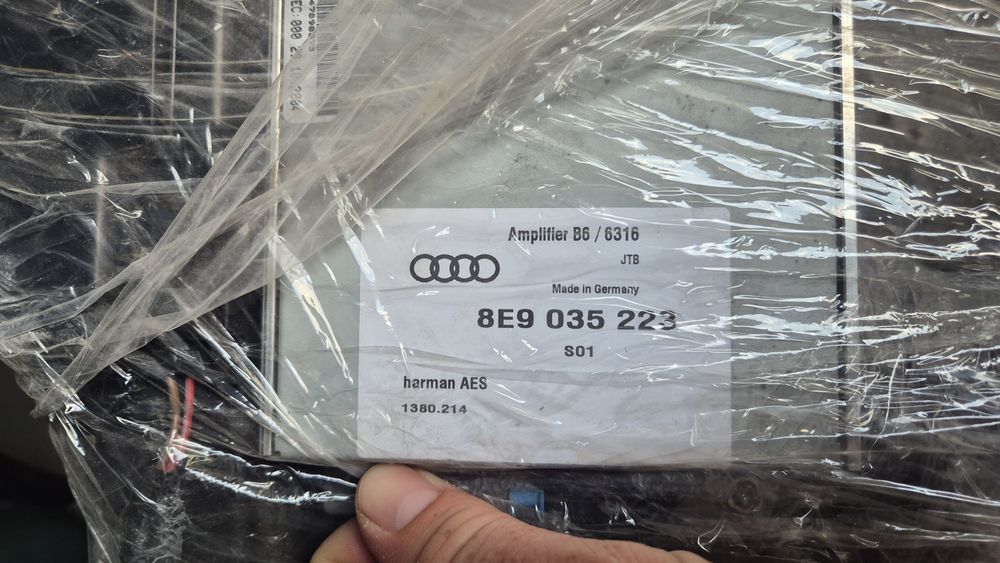 Amplifier B6 / 6316
JTB
Made in Germany
8E9 035 223
S01
harman AES
1380.214